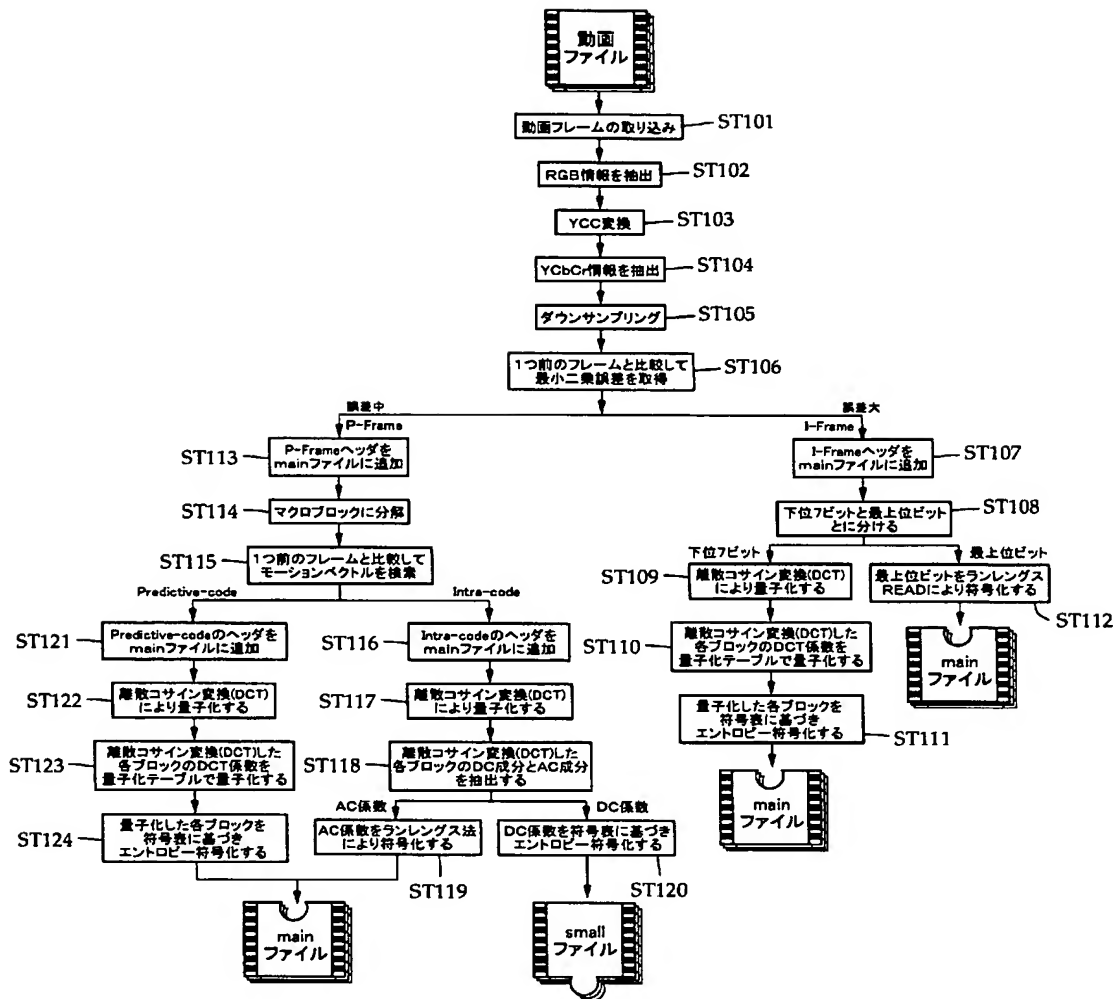 動画
ファイル
動画フレームの取り込み
ST101
RGB情報を抽出
ST102
YCC変換
ST103
YCbCr情報を抽出
ST104
ダウンサンプリング
ST105
1つ前のフレームと比較して
最小二乗誤差を取得
ST106
誤差中
P-Frame
誤差大
I-Frame
ST113
P-Frameヘッダを
mainファイルに追加
I-Frameヘッダを
mainファイルに追加
ST107
ST114
マクロブロックに分解
下位7ビットと最上位ビット
とに分ける
ST108
ST115
1つ前のフレームと比較して
モーションベクトルを検索
下位7ビット
最上位ビット
ST109
離散コサイン変換(DCT)
により量子化する
最上位ビットをランレングス
READにより符号化する
ST112
Predictive-code
Intra-code
ST121
Predictive-codeのヘッダを
mainファイルに追加
ST116
Intra-codeのヘッダを
mainファイルに追加
ST110
離散コサイン変換(DCT)した
各ブロックのDCT係数を
量子化テーブルで量子化する
main
ファイル
ST122
離散コサイン変換(DCT)
により量子化する
ST117
離散コサイン変換(DCT)
により量子化する
量子化した各ブロックを
符号表に基づき
エントロピー符号化する
ST111
ST123
離散コサイン変換(DCT)した
各ブロックのDCT係数を
量子化テーブルで量子化する
ST118
離散コサイン変換(DCT)した
各ブロックのDC成分とAC成分
を抽出する
main
ファイル
AC係数
DC係数
ST124
量子化した各ブロックを
符号表に基づき
エントロピー符号化する
AC係数をランレングス法
により符号化する
ST119
DC係数を符号表に基づき
エントロピー符号化する
ST120
main
ファイル
small
ファイル